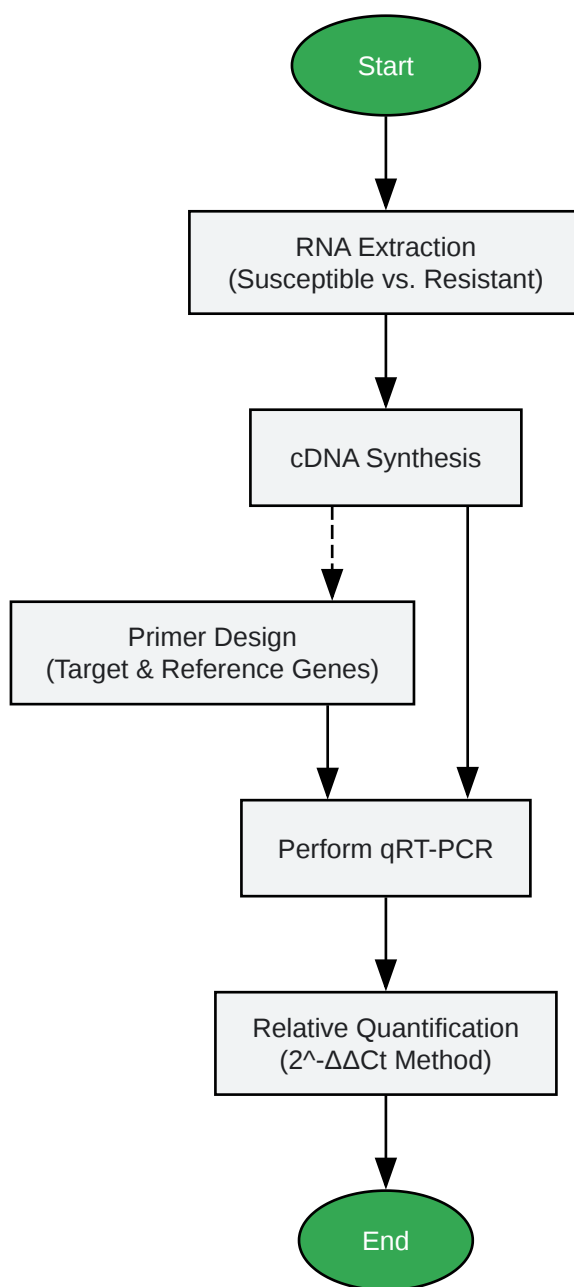 Start
RNA Extraction
(Susceptible vs. Resistant)
cDNA Synthesis
Primer Design
(Target & Reference Genes)
Perform qRT-PCR
Relative Quantification
(2^-ΔΔCt Method)
End